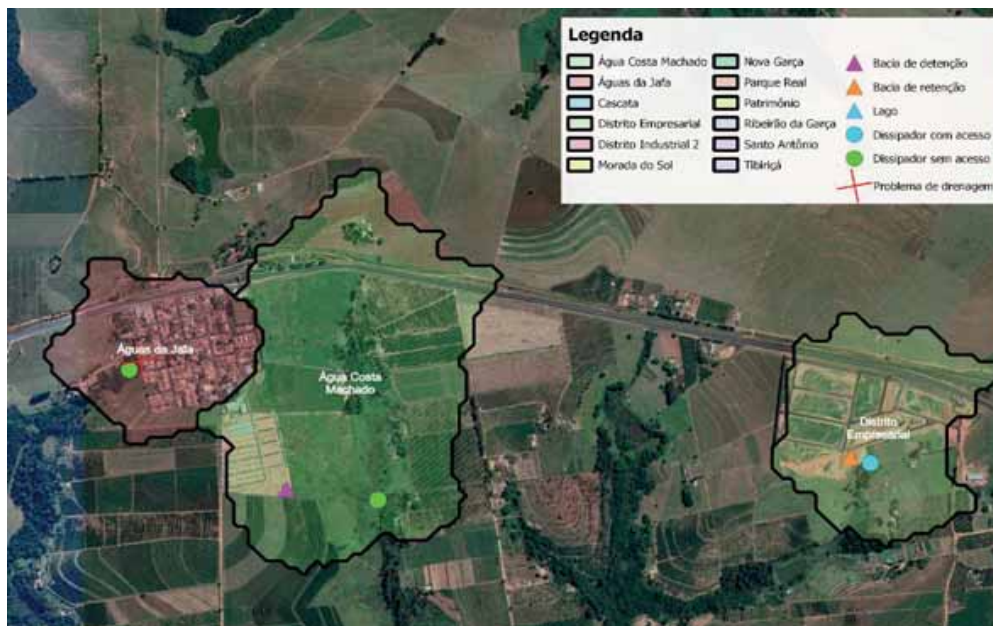 Legenda
Água Costa Machado
Águas da Jafa
Cascata
Distrito Empresarial
Distrito Industrial 2
Morada do Sol
Nova Garça
Parque Real
Patrimônio
Ribeirão da Garça
Santo Antônio
Tibiriçá
Bacia de detenção
Bacia de retenção
Lago
Dissipador com acesso
Dissipador sem acesso
Problema de drenagem
Águas da Jafa
Água Costa
Machado
Distrito
Empresarial